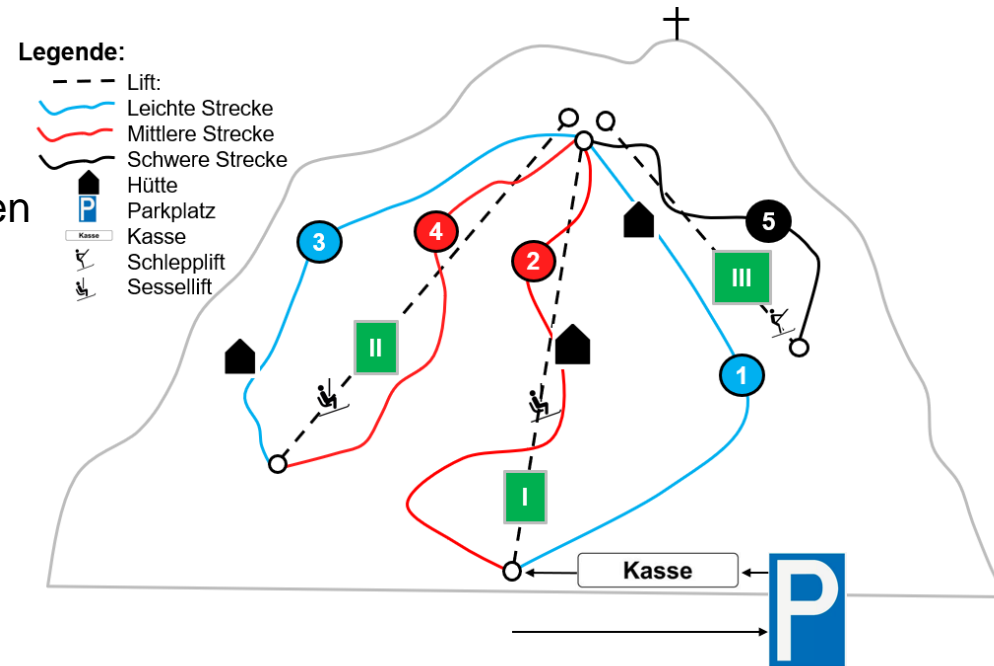 Legende:
Lift:
Leichte Strecke
Mittlere Strecke
Schwere Strecke
Hütte
en
P Parkplatz
Kasse Kasse
Schlepplift
Sessellift
3
4
2
5
III
II
1
I
Kasse
P